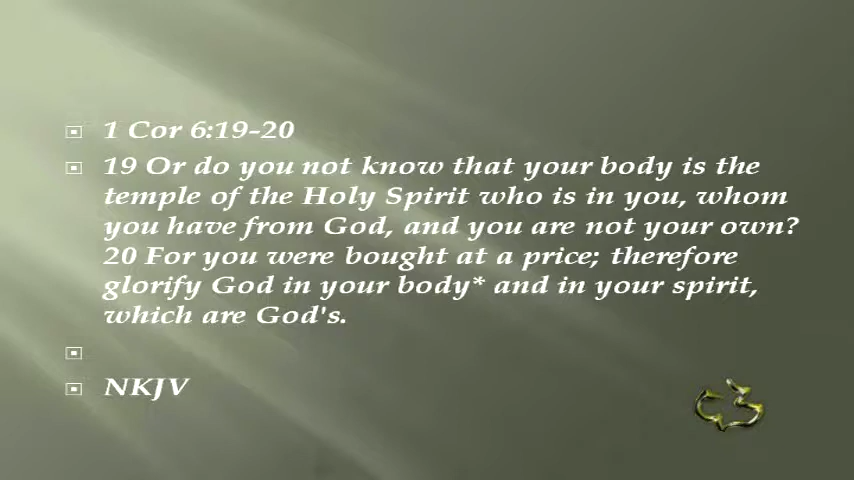 1 Cor 6:19-20
19 Or do you not know that your body is the
temple of the Holy Spirit who is in you, whom
you have from God, and you are not your own?
20 For you were bought at a price; therefore
glorify God in your body* and in your spirit,
which are God's.
NKJV